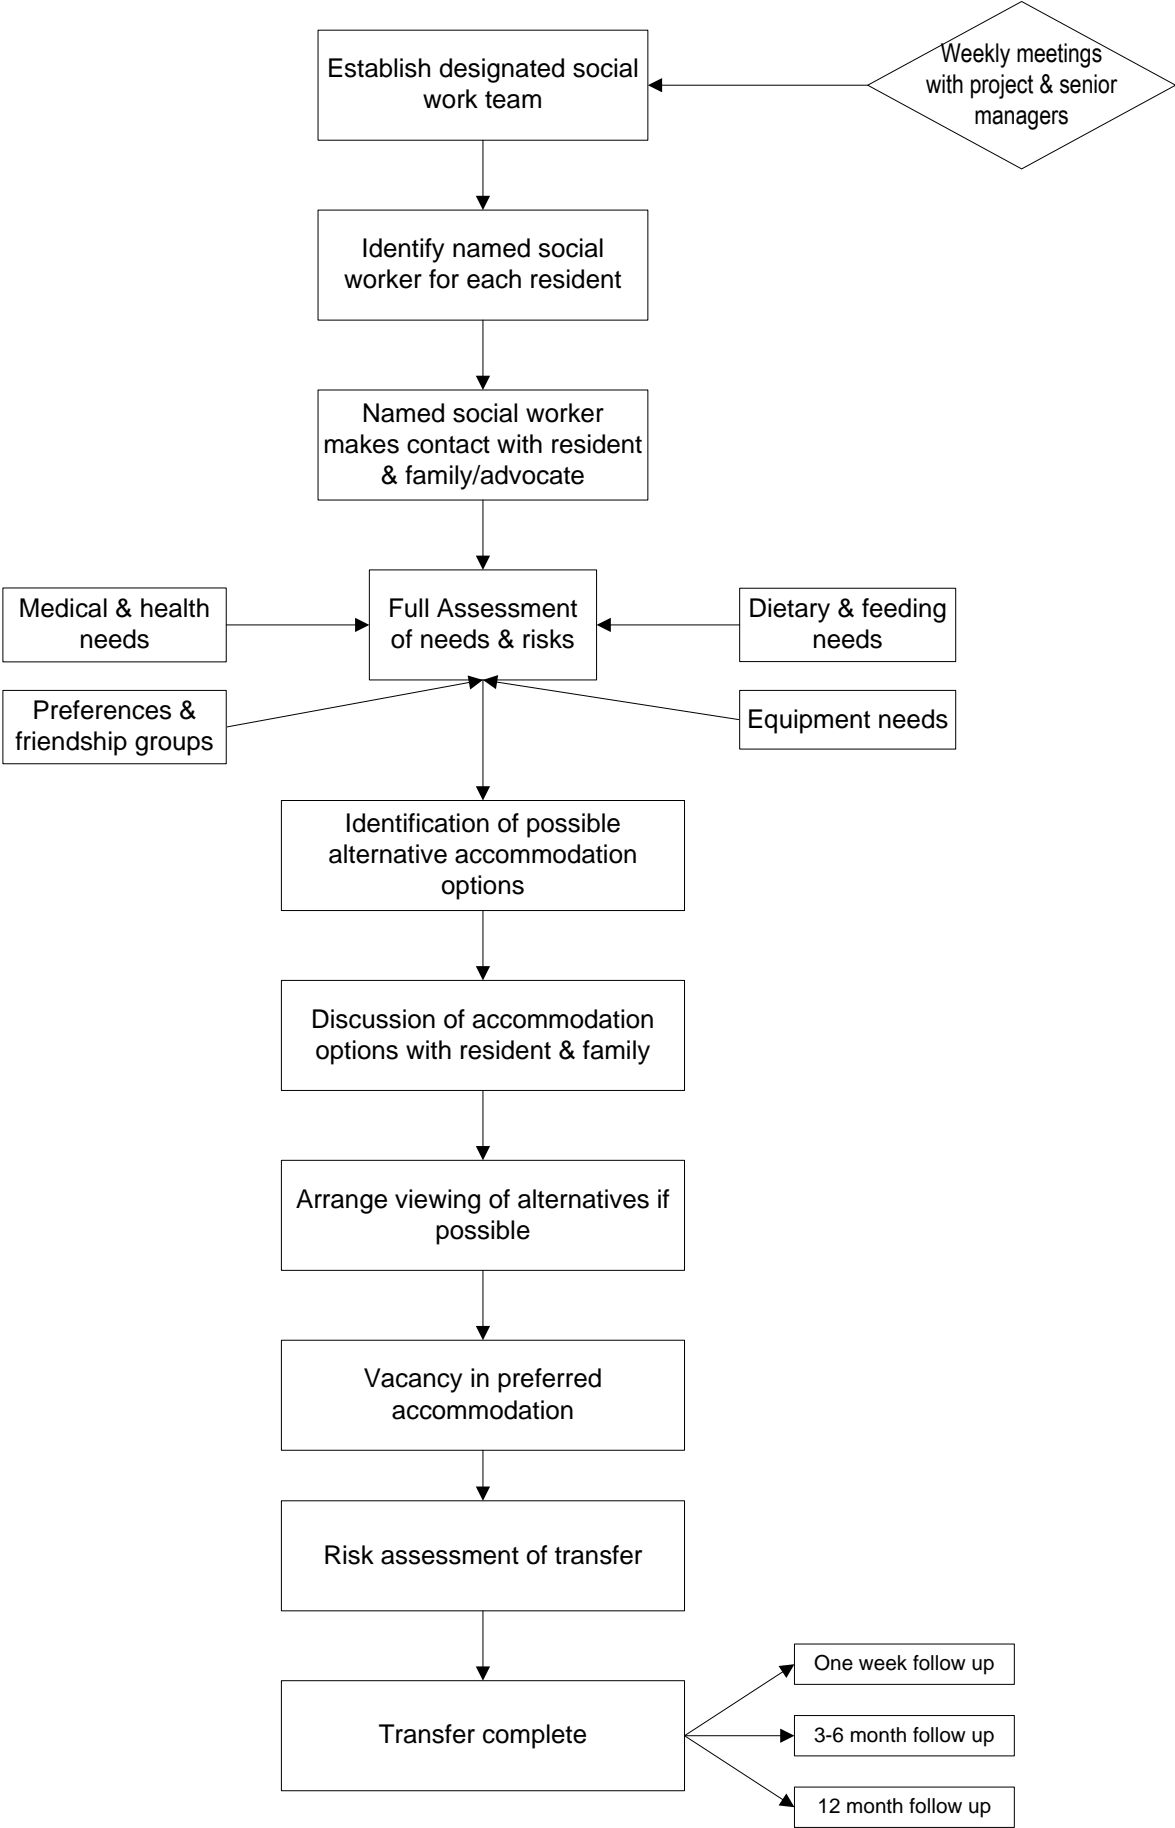 Establish designated social
work team
Weekly meetings
with project & senior
managers
Identify named social
worker for each resident
Named social worker
makes contact with resident
& family/advocate
Medical & health
needs
Full Assessment
of needs & risks
Dietary & feeding
needs
Preferences &
friendship groups
Equipment needs
Identification of possible
alternative accommodation
options
Discussion of accommodation
options with resident & family
Arrange viewing of alternatives if
possible
Vacancy in preferred
accommodation
Risk assessment of transfer
Transfer complete
One week follow up
3-6 month follow up
12 month follow up